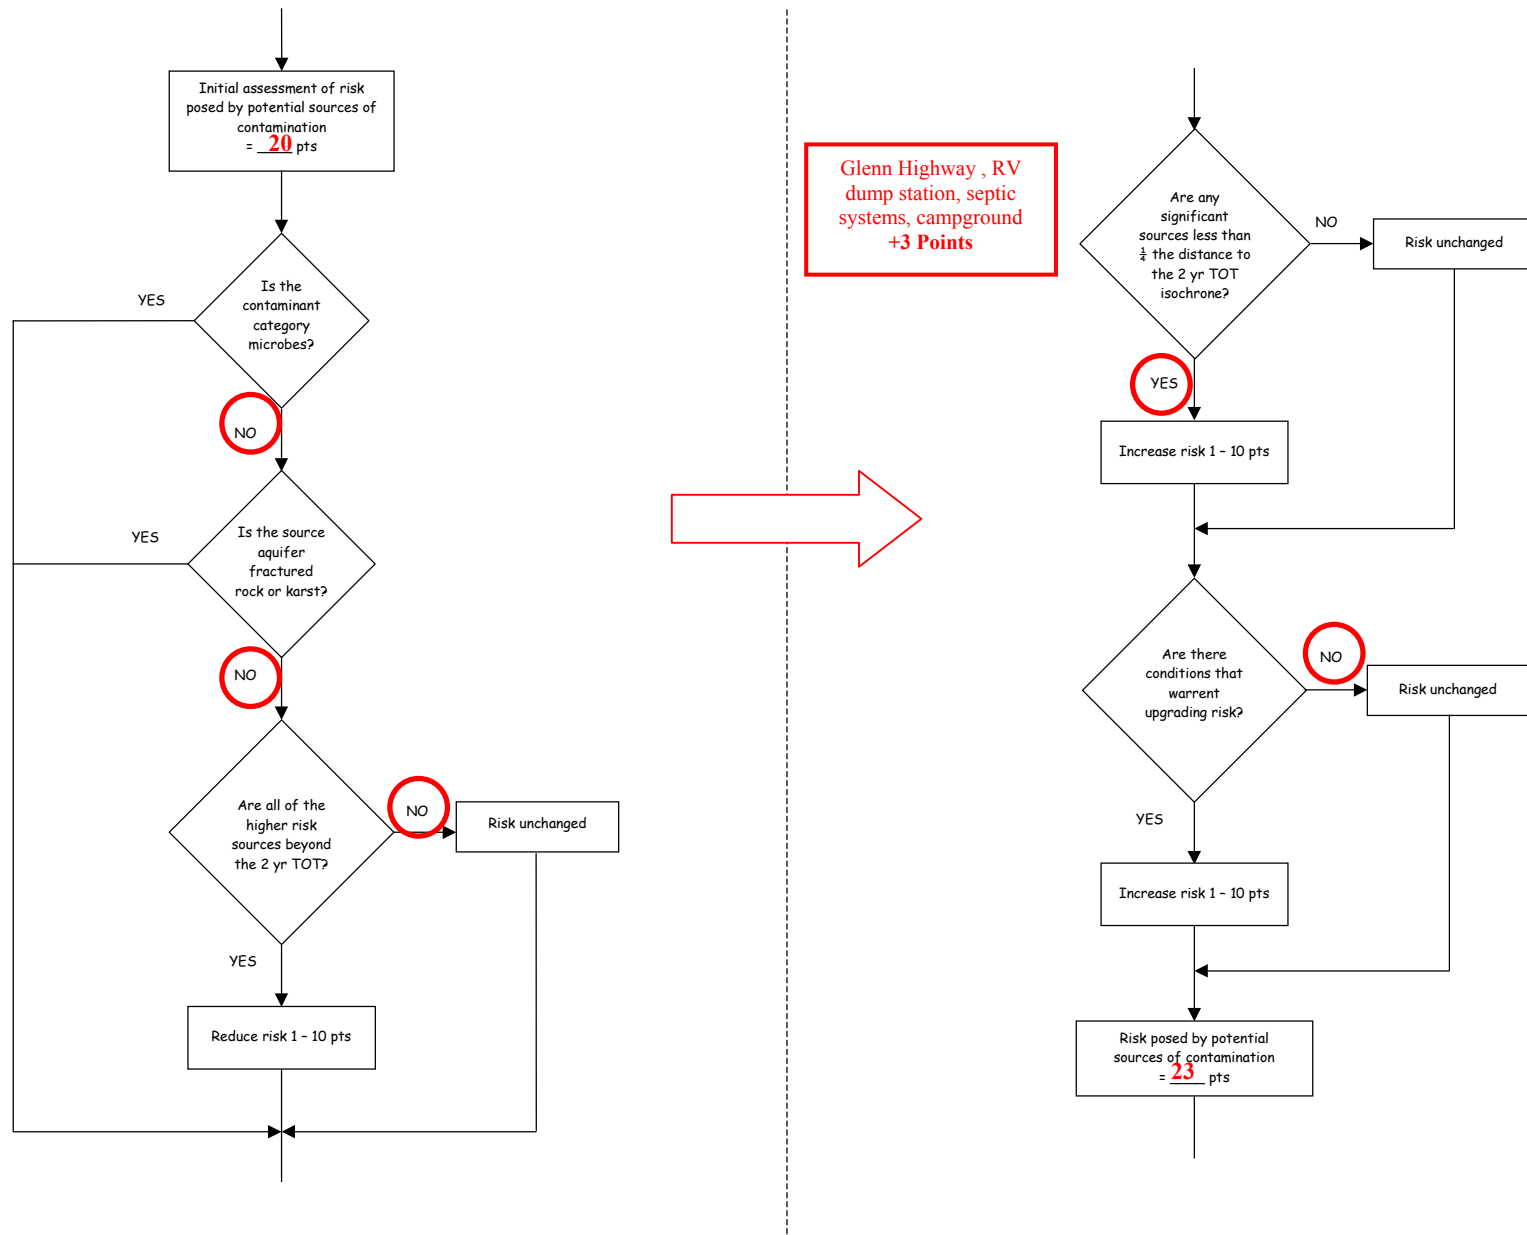 Initial assessment of risk
posed by potential sources of
contamination
= 20 pts
Is the
contaminant
category
microbes?
YES
NO
Is the source
aquifer
fractured
rock or karst?
YES
NO
Are all of the
higher risk
sources beyond
the 2 yr TOT?
NO
Risk unchanged
YES
Reduce risk 1 – 10 pts
Glenn Highway , RV
dump station, septic
systems, campground
+3 Points
Are any
significant
sources less than
¼ the distance to
the 2 yr TOT
isochrone?
NO
Risk unchanged
YES
Increase risk 1 – 10 pts
Are there
conditions that
warrent
upgrading risk?
NO
Risk unchanged
YES
Increase risk 1 – 10 pts
Risk posed by potential
sources of contamination
= 23 pts